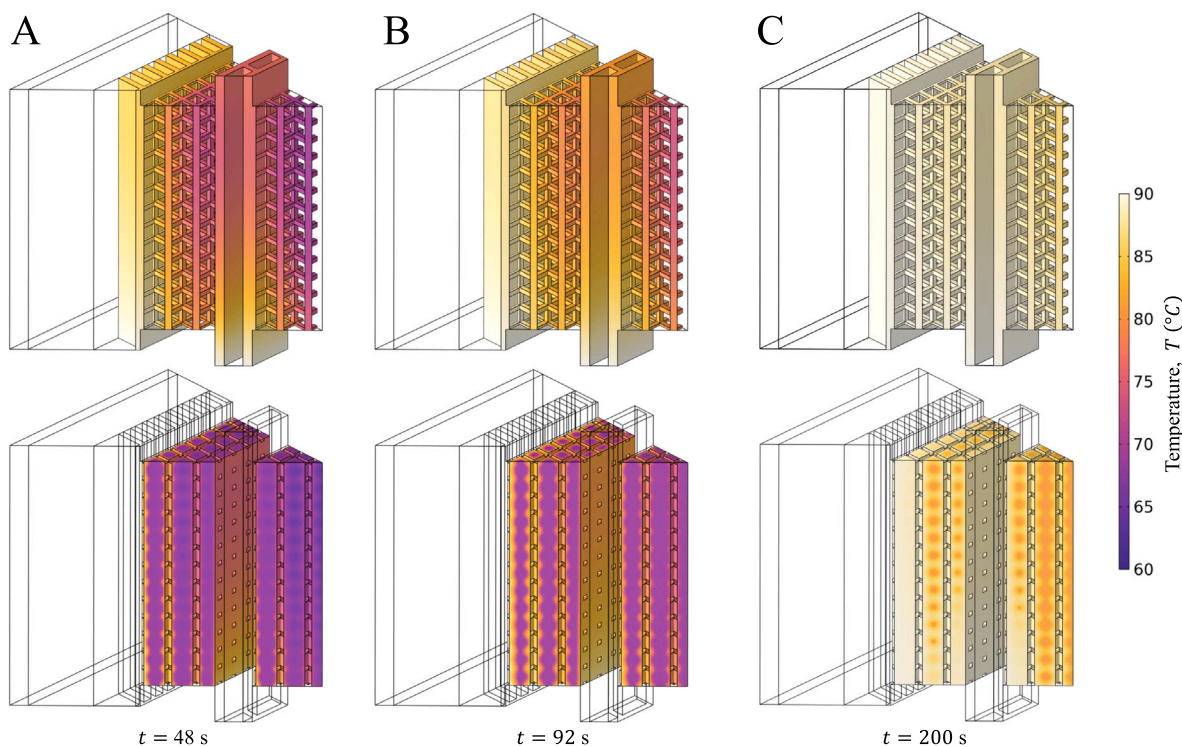 A
B
C
90
85
80
75
70
65
60
Temperature, T (°C)
t = 48 s
t = 92 s
t = 200 s